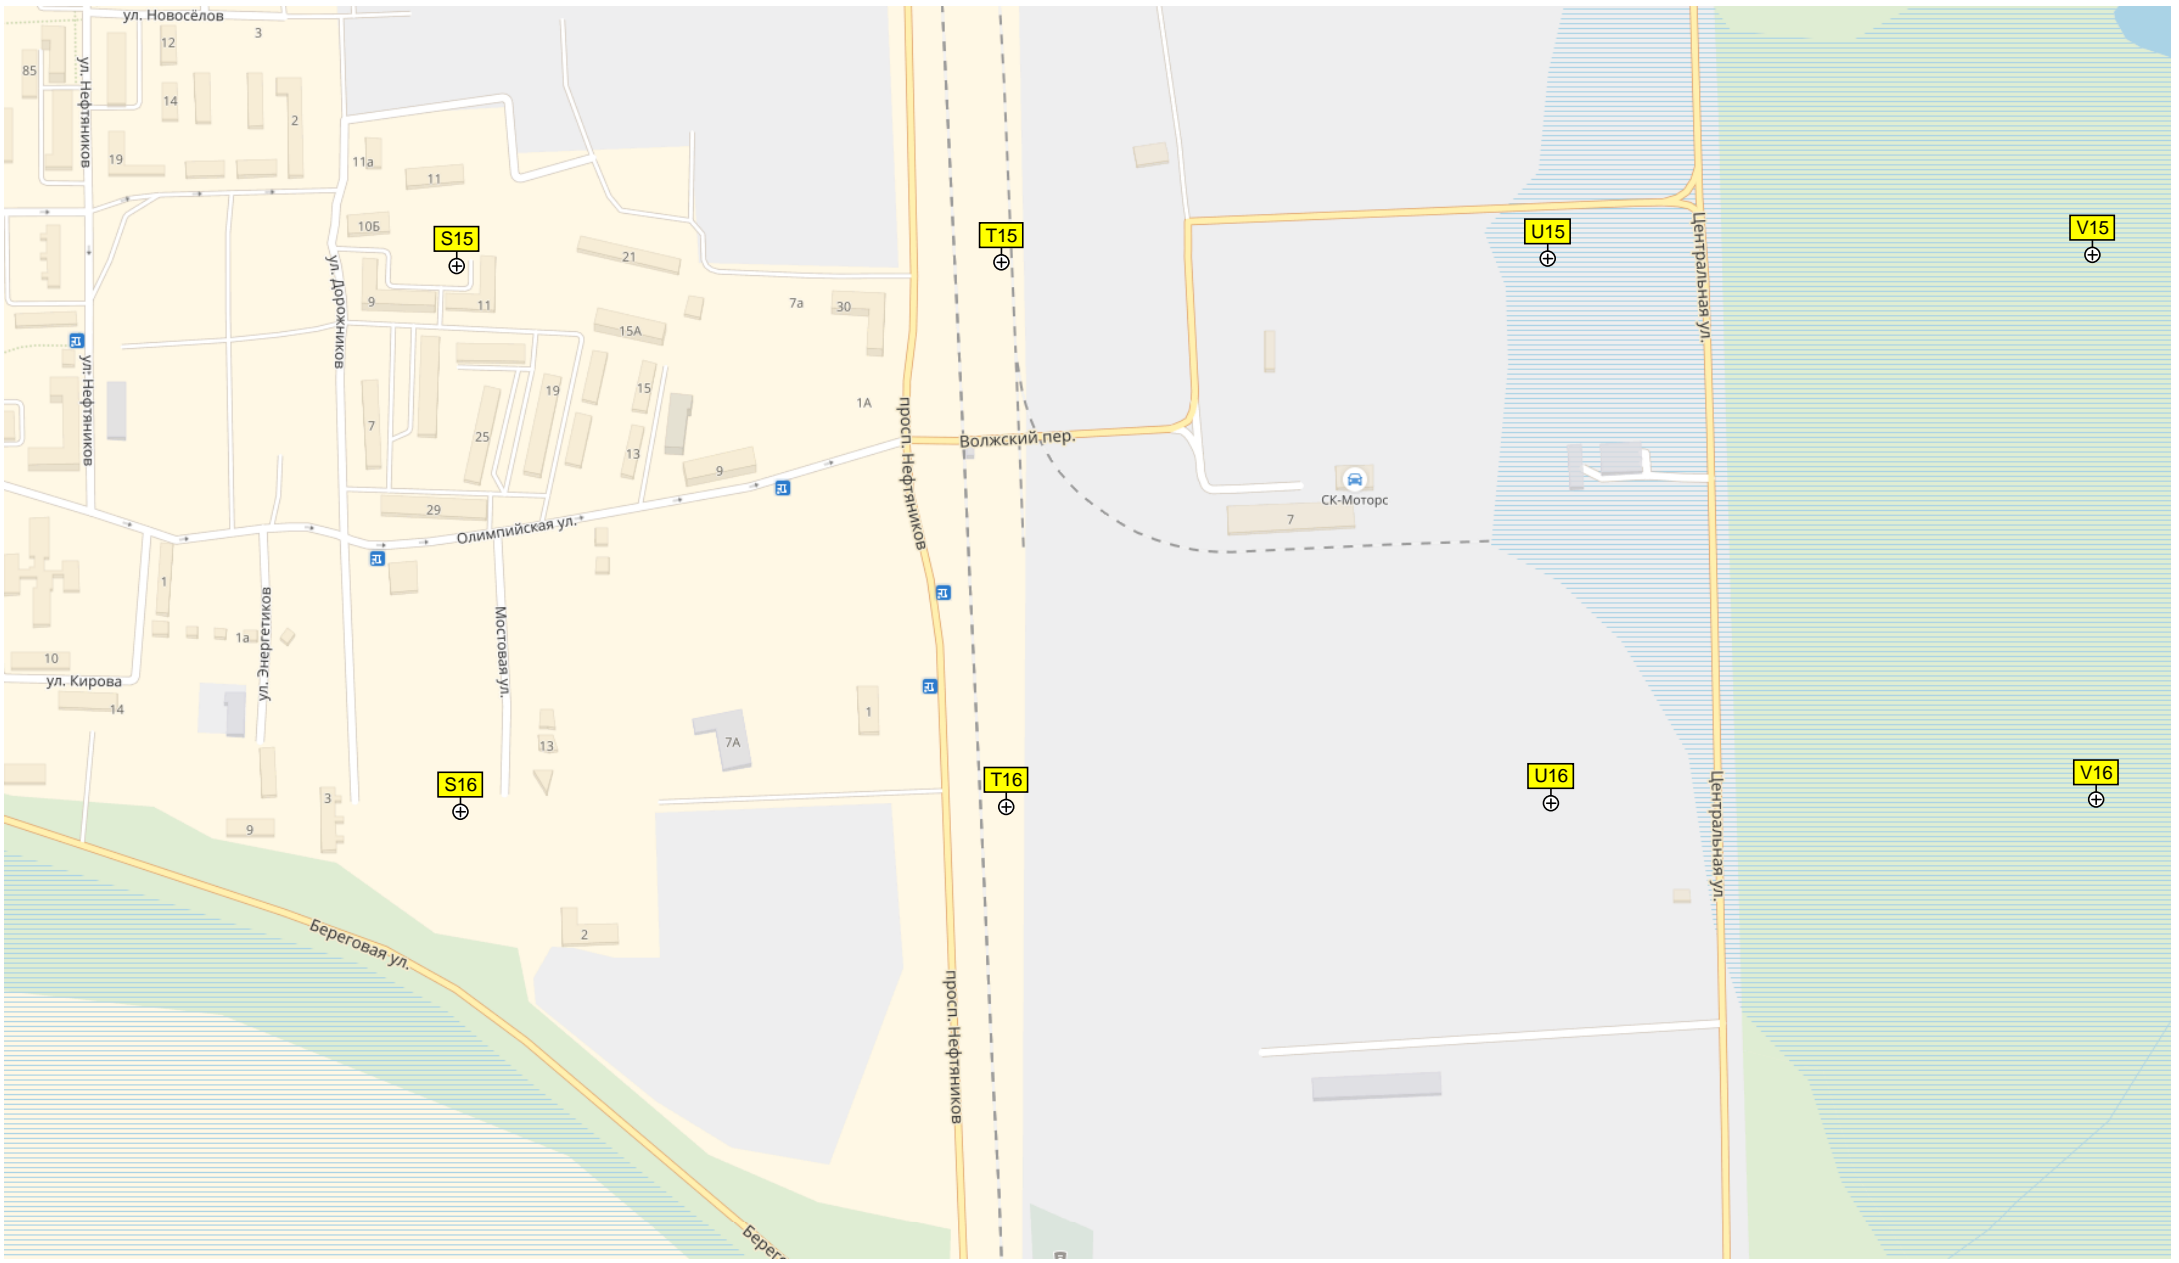 ул. Новосёлов
12
3
85
ул. Нефтяников
14
2
19
11а
11
10Б
S15
T15
U15
V15
21
ул. Дорожников
Центральная ул.
9
11
7а
30
15А
ул. Нефтяников
15
19
1А
7
25
просп. Нефтяников
Волжский пер.
13
9
СК-Моторс
29
7
Олимпийская ул.
1
ул. Энергетиков
Мостовая ул.
1а
10
ул. Кирова
14
1
7А
13
S16
T16
U16
V16
3
9
Центральная ул.
2
Береговая ул.
просп. Нефтяников
Берег